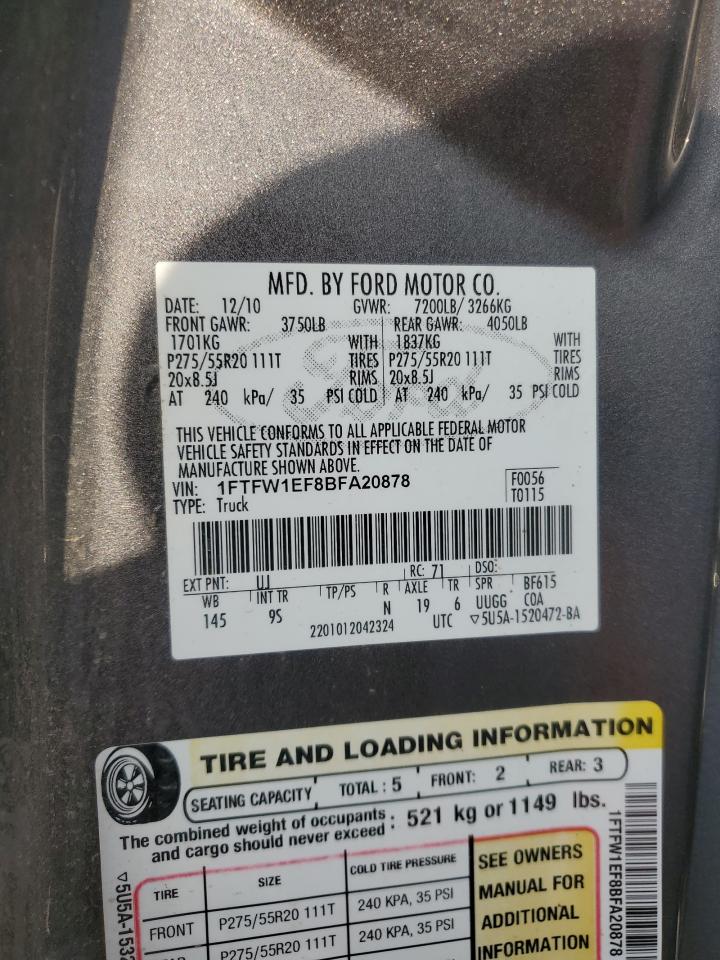 MFD. BY FORD MOTOR CO.
DATE: 12/10 GVWR: 7200LB/ 3266KG
FRONT GAWR: 3750LB REAR GAWR: 4050LB
1701KG WITH 1837KG WITH
P275/55R20 111T TIRES P275/55R20 111T TIRES
20x8.5J RIMS 20x8.5J RIMS
AT 240 kPa/ 35 PSI COLD AT 240 kPa/ 35 PSI COLD
Ford
THIS VEHICLE CONFORMS TO ALL APPLICABLE FEDERAL MOTOR
VEHICLE SAFETY STANDARDS IN EFFECT ON THE DATE OF
MANUFACTURE SHOWN ABOVE.
VIN: 1FTFW1EF8BFA20878 F0056
TYPE: Truck T0115
EXT PNT: UJ RC: 71 DSO:
WB INT TR TP/PS R AXLE TR SPR BF615
145 9S N 19 6 UUGG COA
2201012042324 UTC ▽5U5A-1520472-BA
TIRE AND LOADING INFORMATION
SEATING CAPACITY TOTAL : 5 FRONT: 2 REAR: 3
The combined weight of occupants
and cargo should never exceed : 521 kg or 1149 lbs.
TIRE SIZE COLD TIRE PRESSURE
FRONT P275/55R20 111T 240 KPA, 35 PSI
P275/55R20 111T 240 KPA, 35 PSI
SEE OWNERS
MANUAL FOR
ADDITIONAL
INFORMATION
1FTFW1EF8BFA20878